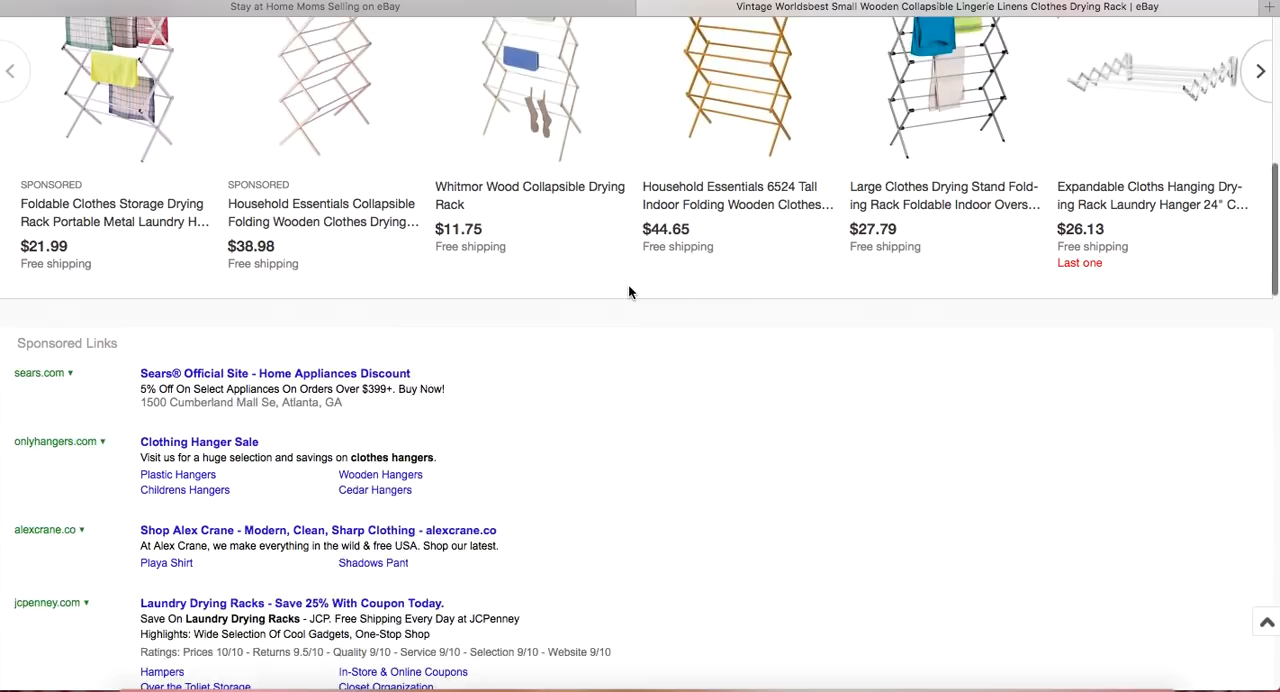 Stay at Home Moms Selling on eBay
Vintage Worldsbest Small Wooden Collapsible Lingerie Linens Clothes Drying Rack | eBay
SPONSORED
Foldable Clothes Storage Drying
Rack Portable Metal Laundry H...
$21.99
Free shipping
SPONSORED
Household Essentials Collapsible
Folding Wooden Clothes Drying...
$38.98
Free shipping
Whitmor Wood Collapsible Drying
Rack
$11.75
Free shipping
Household Essentials 6524 Tall
Indoor Folding Wooden Clothes...
$44.65
Free shipping
Large Clothes Drying Stand Fold-
ing Rack Foldable Indoor Overs...
$27.79
Free shipping
Expandable Cloths Hanging Dry-
ing Rack Laundry Hanger 24" C...
$26.13
Free shipping
Last one
Sponsored Links
sears.com
Sears® Official Site - Home Appliances Discount
5% Off On Select Appliances On Orders Over $399+. Buy Now!
1500 Cumberland Mall Se, Atlanta, GA
onlyhangers.com
Clothing Hanger Sale
Visit us for a huge selection and savings on clothes hangers.
Plastic Hangers
Wooden Hangers
Childrens Hangers
Cedar Hangers
alexcrane.co
Shop Alex Crane - Modern, Clean, Sharp Clothing - alexcrane.co
At Alex Crane, we make everything in the wild & free USA. Shop our latest.
Playa Shirt
Shadows Pant
jcpenney.com
Laundry Drying Racks - Save 25% With Coupon Today.
Save On Laundry Drying Racks - JCP. Free Shipping Every Day at JCPenney
Highlights: Wide Selection Of Cool Gadgets, One-Stop Shop
Ratings: Prices 10/10 - Returns 9.5/10 - Quality 9/10 - Service 9/10 - Selection 9/10 - Website 9/10
Hampers
In-Store & Online Coupons
Over the Toliet Storage
Closet Organization